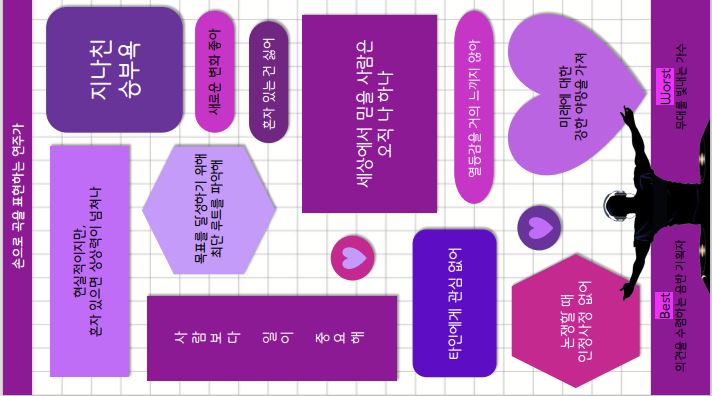 손으로 곡을 표현하는 연주가
현실적이지만,
혼자 있으면 상상력이 넘쳐나
지나친
승부욕
사람보다 일이 중요해
목표를 달성하기 위해
최단 루트를 파악해
새로운 변화 좋아
혼자 있는 건 싫어
세상에서 믿을 사람은
오직 나 하나
타인에게 관심 없어
열등감을 거의 느끼지 않아
논쟁할 때
인정사정 없어
미래에 대한
강한 야망을 가져
Best
의견을 수렴하는 음반 기획자
Worst
무대를 빛내는 가수